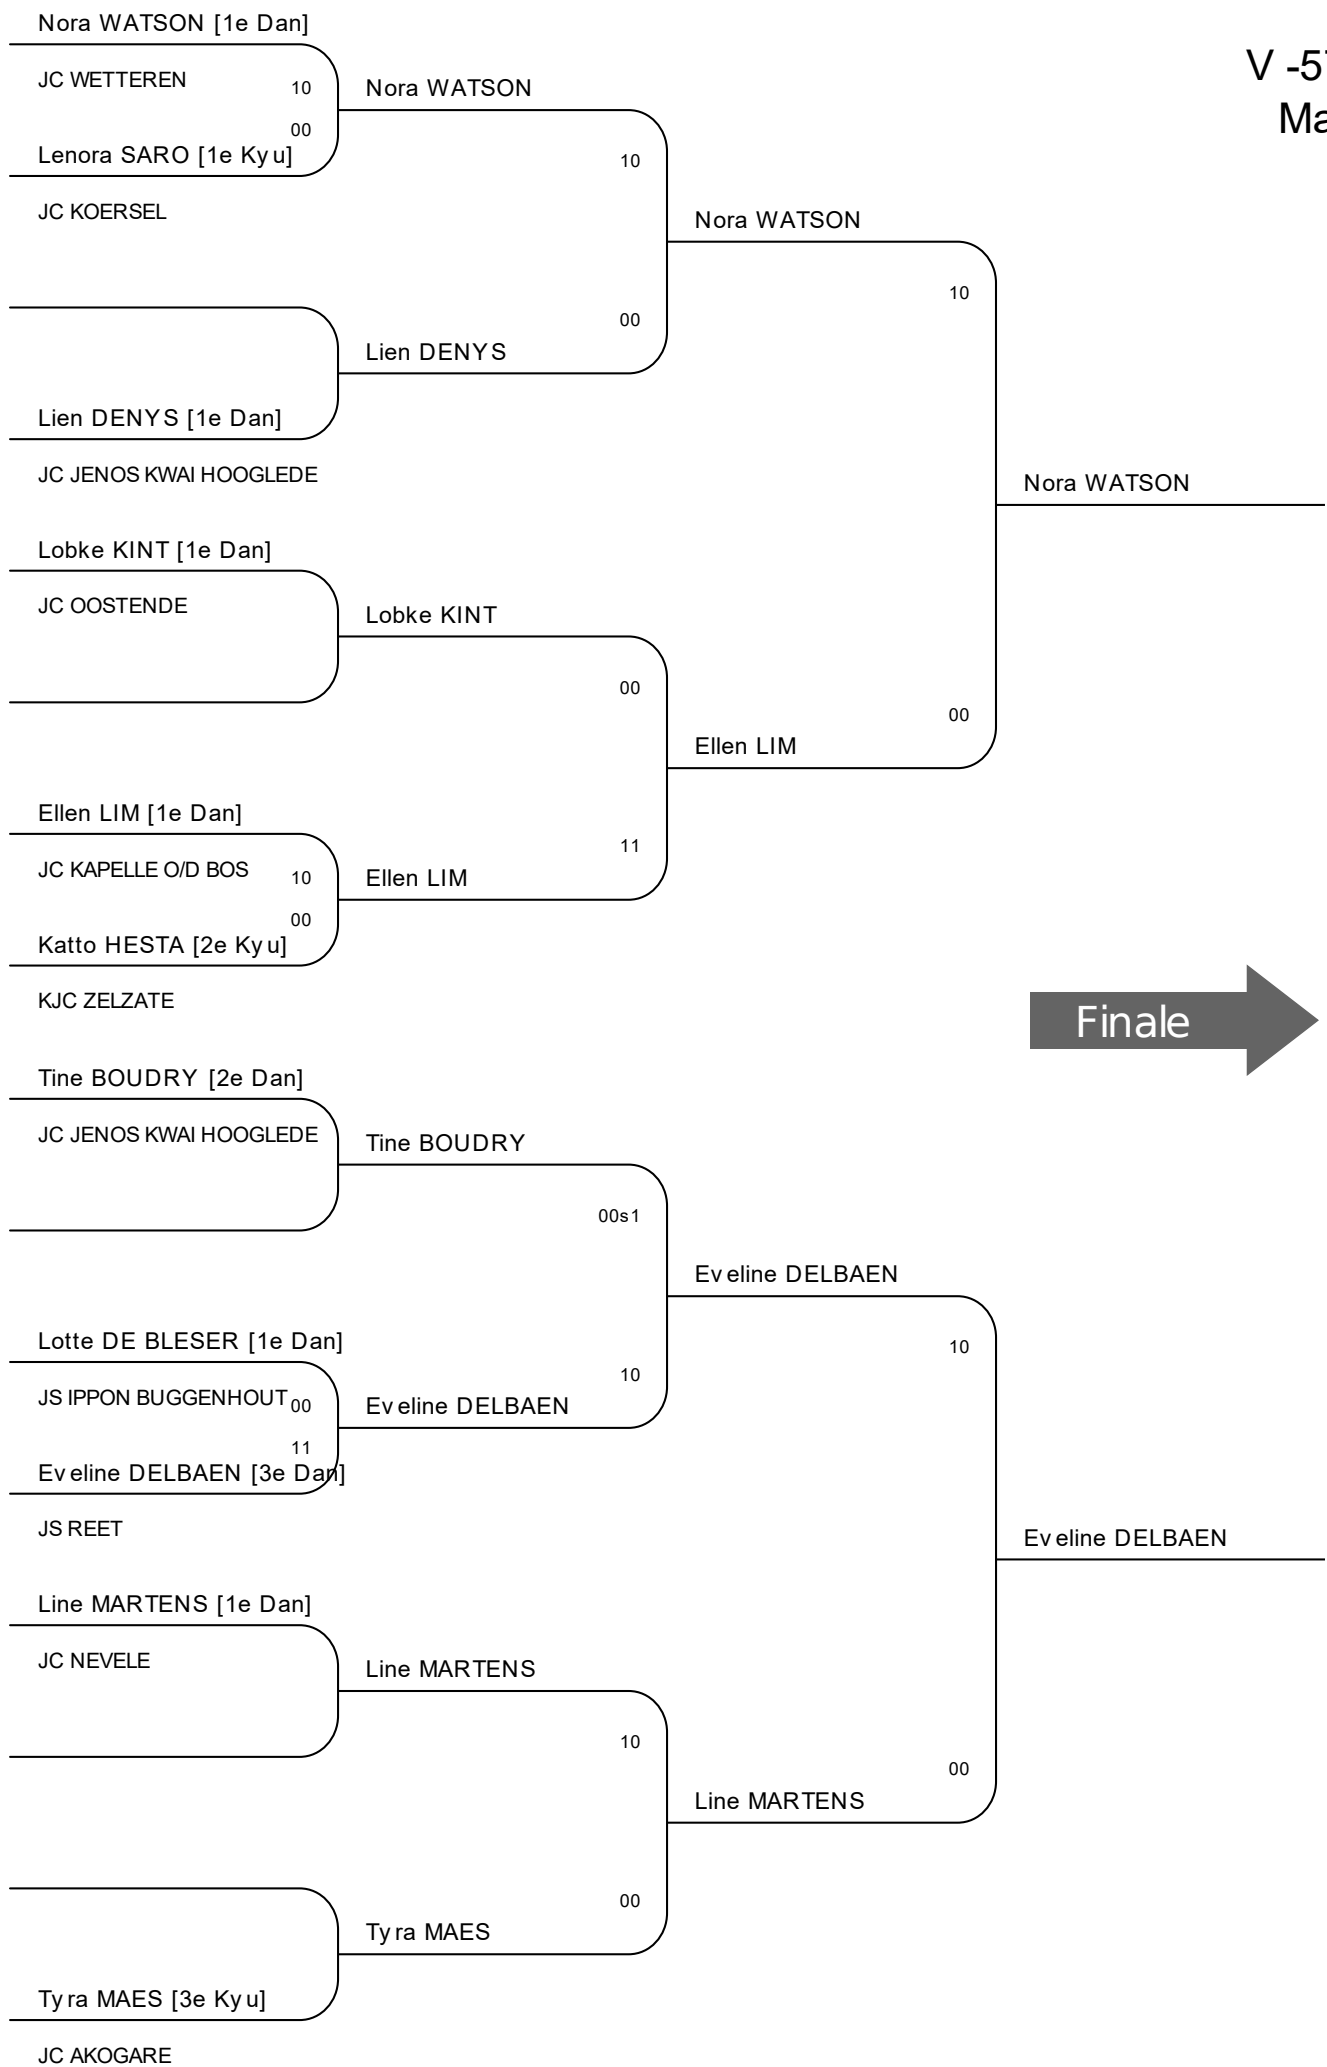 Nora WATSON [1e Dan]
V -57
Ma
JC WETTEREN
10
Nora WATSON
00
Lenora SARO [1e Kyu]
10
JC KOERSEL
Nora WATSON
10
00
Lien DENYS
Lien DENYS [1e Dan]
JC JENOS KWAI HOOGLEDE
Nora WATSON
Lobke KINT [1e Dan]
JC OOSTENDE
Lobke KINT
00
00
Ellen LIM
Ellen LIM [1e Dan]
11
JC KAPELLE O/D BOS
10
Ellen LIM
00
Katto HESTA [2e Kyu]
KJC ZELZATE
Finale
Tine BOUDRY [2e Dan]
JC JENOS KWAI HOOGLEDE
Tine BOUDRY
00s1
Eveline DELBAEN
Lotte DE BLESER [1e Dan]
10
10
JS IPPON BUGGENHOUT
00
Eveline DELBAEN
11
Eveline DELBAEN [3e Dan]
JS REET
Eveline DELBAEN
Line MARTENS [1e Dan]
JC NEVELE
Line MARTENS
10
00
Line MARTENS
00
Tyra MAES
Tyra MAES [3e Kyu]
JC AKOGARE